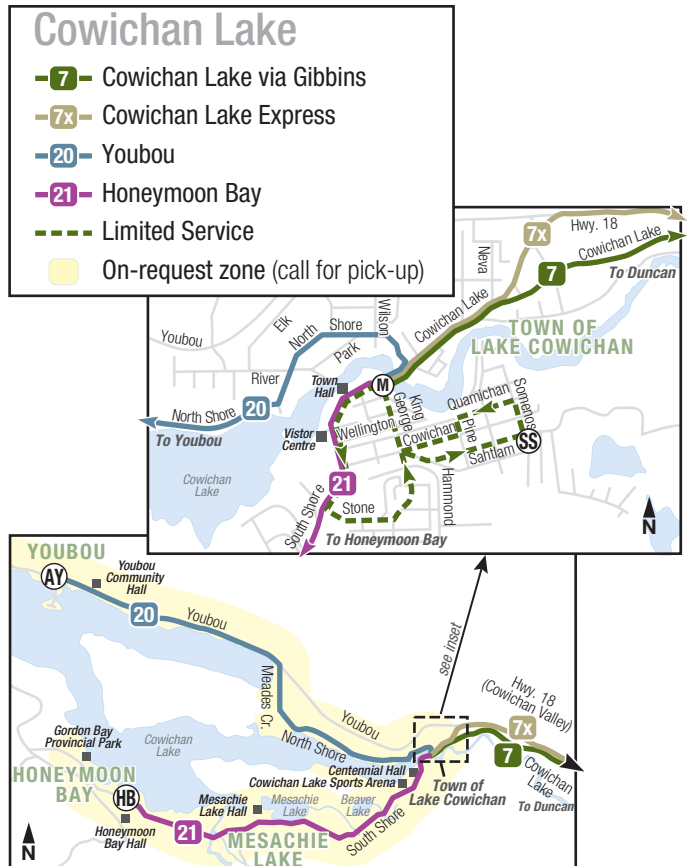 Cowichan Lake
7 Cowichan Lake via Gibbins
7x Cowichan Lake Express
20 Youbou
21 Honeymoon Bay
Limited Service
On-request zone (call for pick-up)
7x
Hwy. 18
Cowichan Lake
7
To Duncan
Neva
Cowichan Lake
TOWN OF
LAKE COWICHAN
Wilson
Elk
North Shore
Park
Youbou
River
Town
Hall
M
North Shore
20
To Youbou
Vistor
Centre
Wellington
King
George
Cowichan
Quamichan
Pine
Somenos
SS
Sahtlam
Hammond
Cowichan
Lake
21
Stone
South Shore
To Honeymoon Bay
N
YOUBOU
AY
Youbou
Community
Hall
20
Youbou
see inset
Meades Cr.
Youbou
Hwy. 18
(Cowichan Valley)
7x
7
Cowichan
Lake
To Duncan
North Shore
Gordon Bay
Provincial Park
Cowichan
Lake
Centennial Hall
Cowichan Lake Sports Arena
Town of
Lake Cowichan
HONEYMOON
BAY
HB
Mesachie
Lake Hall
Mesachie
Lake
Beaver
Lake
South Shore
Honeymoon
Bay Hall
21
MESACHIE
LAKE
N